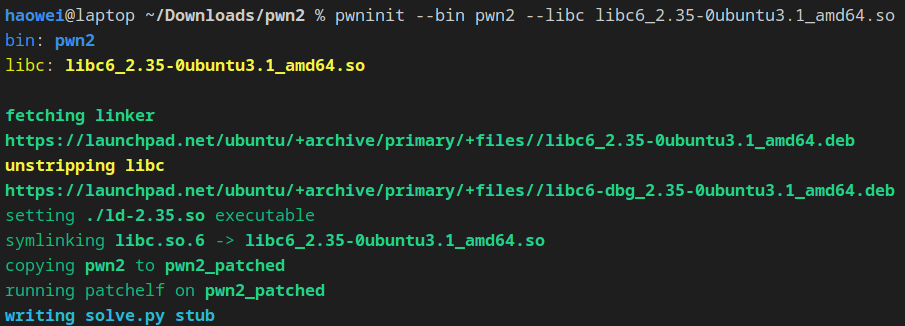 haowei@laptop ~/Downloads/pwn2 % pwninit --bin pwn2 --libc libc6_2.35-0ubuntu3.1_amd64.so
bin: pwn2
libc: libc6_2.35-0ubuntu3.1_amd64.so
fetching linker
https://launchpad.net/ubuntu/+archive/primary/+files//libc6_2.35-0ubuntu3.1_amd64.deb
unstripping libc
https://launchpad.net/ubuntu/+archive/primary/+files//libc6-dbg_2.35-0ubuntu3.1_amd64.deb
setting ./ld-2.35.so executable
symlinking libc.so.6 -> libc6_2.35-0ubuntu3.1_amd64.so
copying pwn2 to pwn2_patched
running patchelf on pwn2_patched
writing solve.py stub